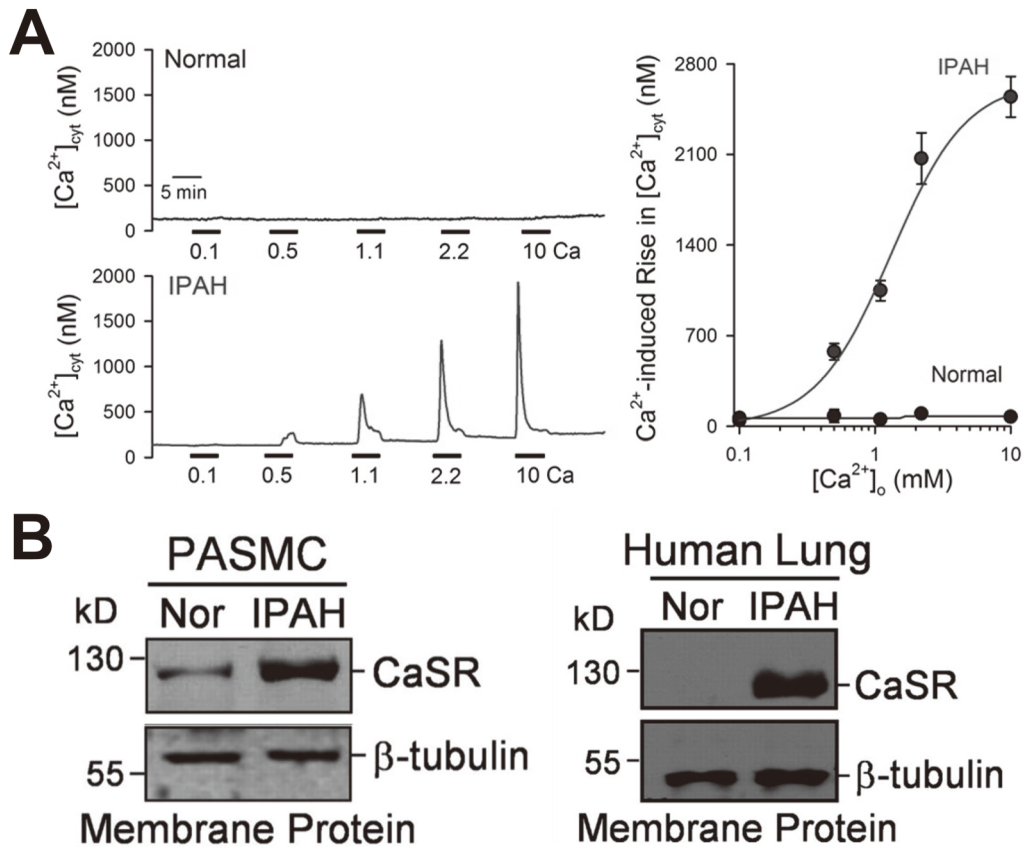 A
[Ca²⁺]cyt (nM)
2000
1500
1000
500
0
Normal
5 min
0.1 0.5 1.1 2.2 10 Ca
[Ca²⁺]cyt (nM)
2000
1500
1000
500
0
IPAH
0.1 0.5 1.1 2.2 10 Ca
Ca²⁺-induced Rise in [Ca²⁺]cyt (nM)
2800
2100
1400
700
0
IPAH
Normal
0.1 1 10
[Ca²⁺]o (mM)
B
PASMC
kD Nor IPAH
130 CaSR
55 β-tubulin
Membrane Protein
Human Lung
kD Nor IPAH
130 CaSR
55 β-tubulin
Membrane Protein